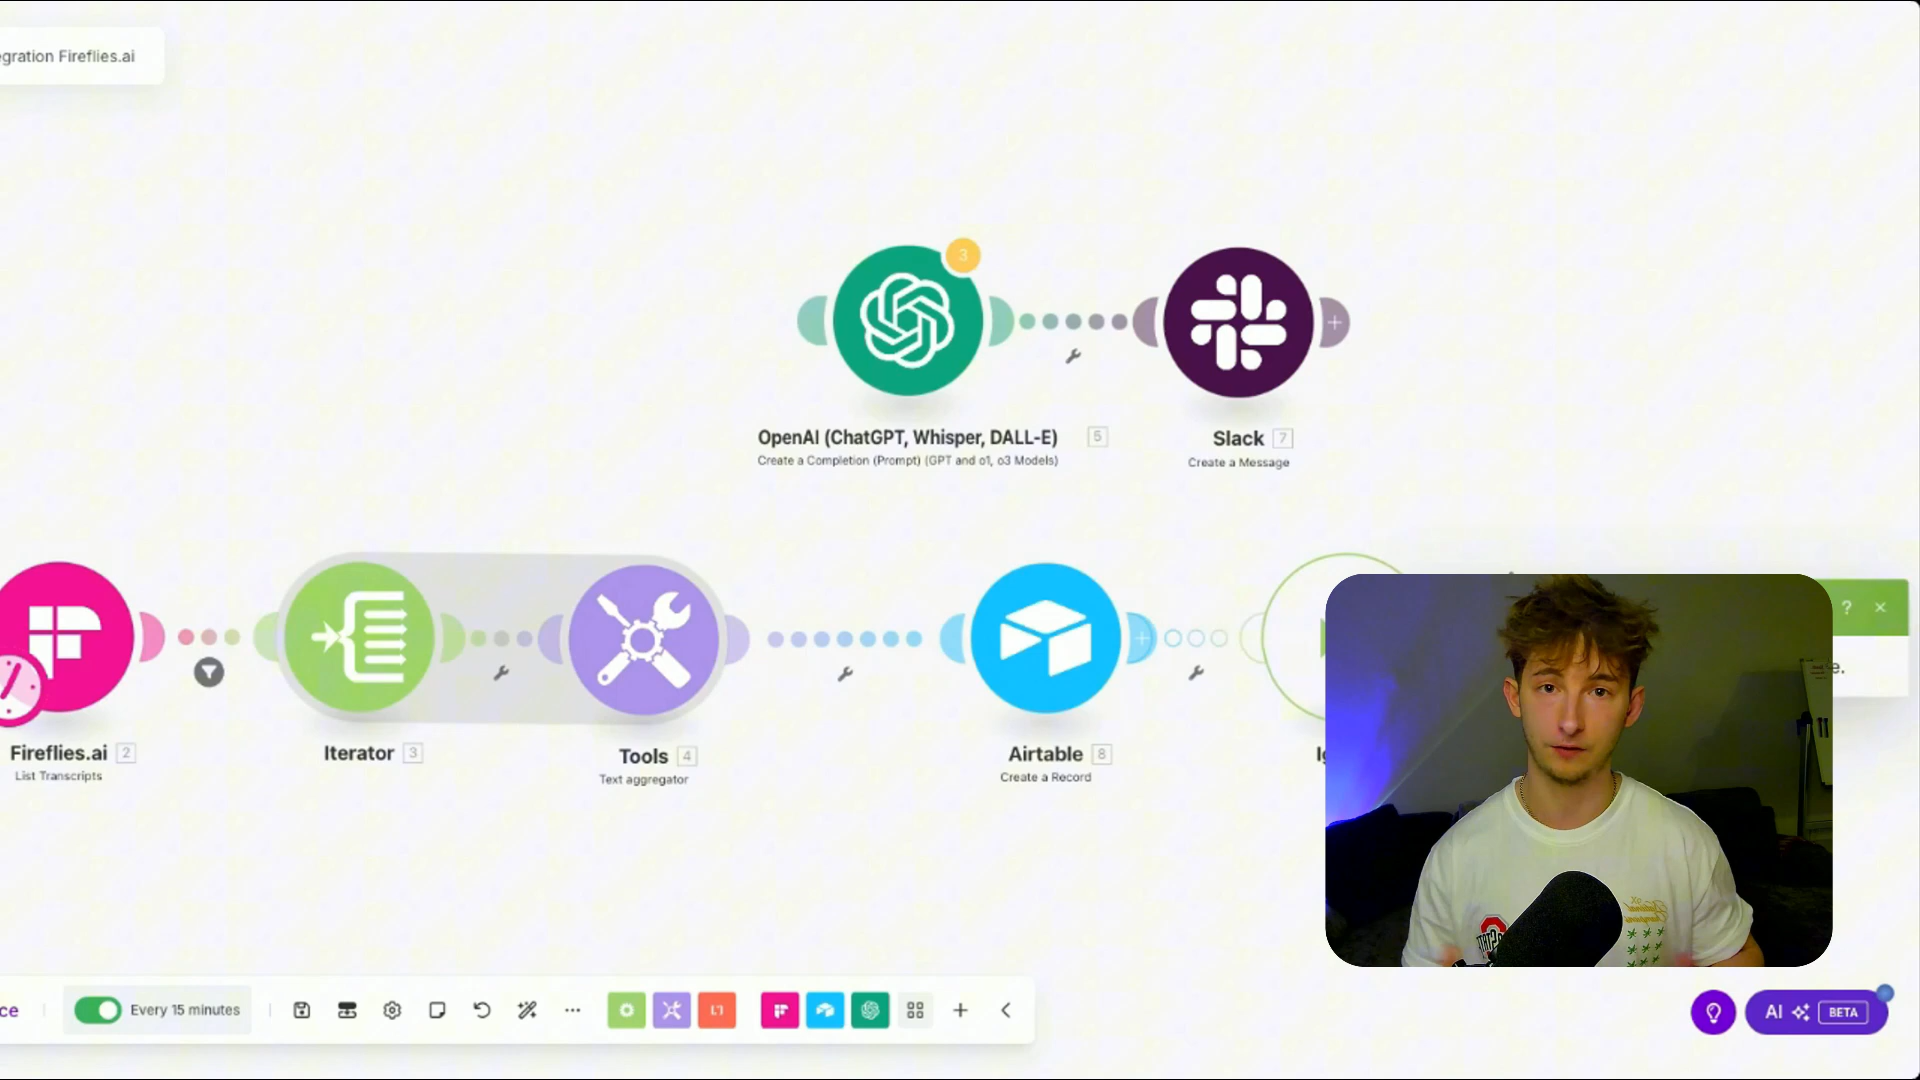 gration Fireflies.ai
3
OpenAI (ChatGPT, Whisper, DALL-E) 5
Create a Completion (Prompt) (GPT and o1, o3 Models)
Slack 7
Create a Message
?
Fireflies.ai 2
List Transcripts
Iterator 3
Tools 4
Text aggregator
Airtable 8
Create a Record
ce
Every 15 minutes
AI BETA